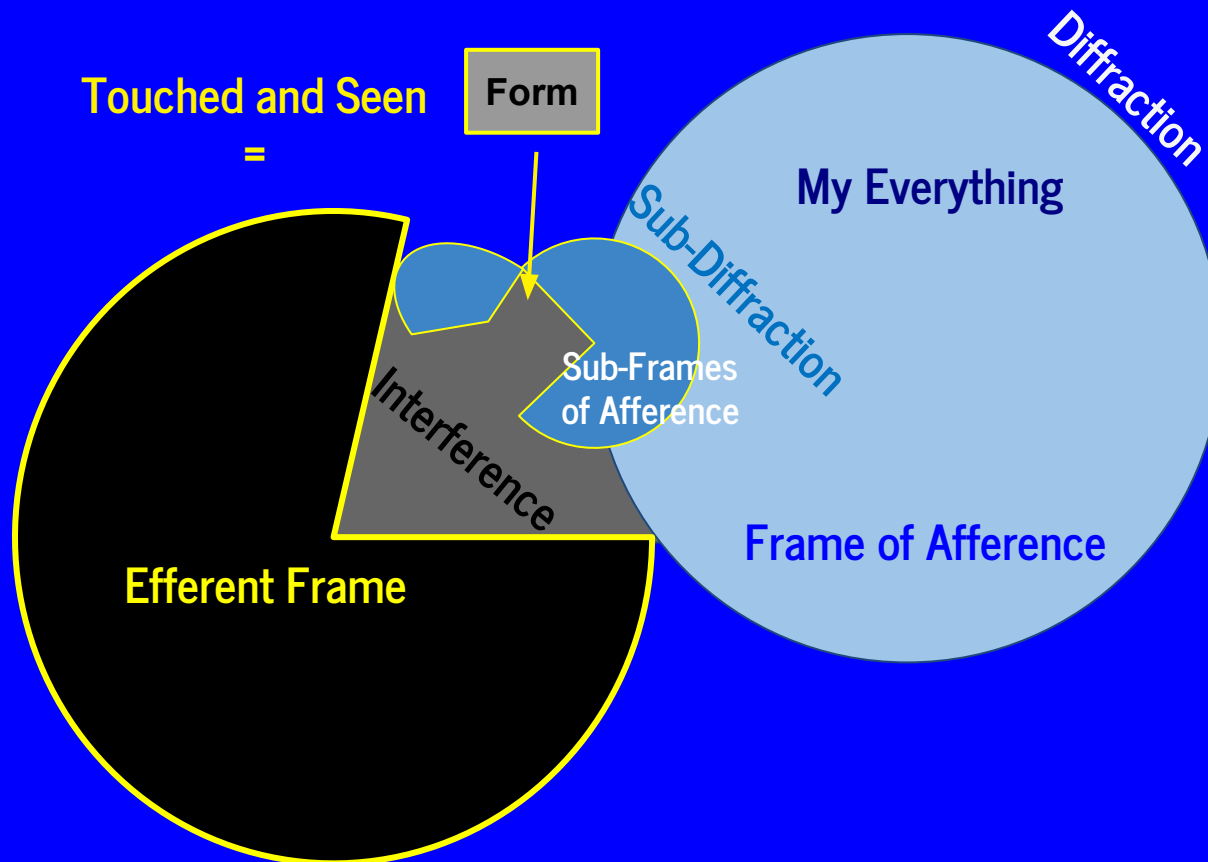 Diffraction
Touched and Seen
=
Form
My Everything
Sub-Diffraction
Sub-Frames
of Afference
Interference
Frame of Afference
Efferent Frame